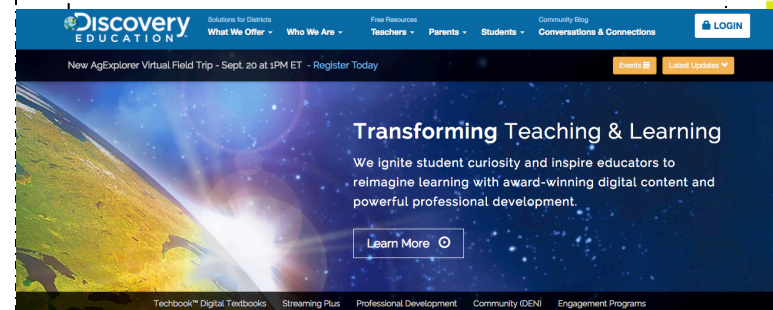 Discovery
EDUCATION
Solutions for Districts
What We Offer
Who We Are
Free Resources
Teachers
Parents
Students
Community Blog
Conversations & Connections
LOGIN
New AgExplorer Virtual Field Trip - Sept. 20 at 1PM ET - Register Today
Events
Latest Updates
Transforming Teaching & Learning
We ignite student curiosity and inspire educators to
reimagine learning with award-winning digital content and
powerful professional development.
Learn More
Techbook™ Digital Textbooks Streaming Plus Professional Development Community (DEN) Engagement Programs